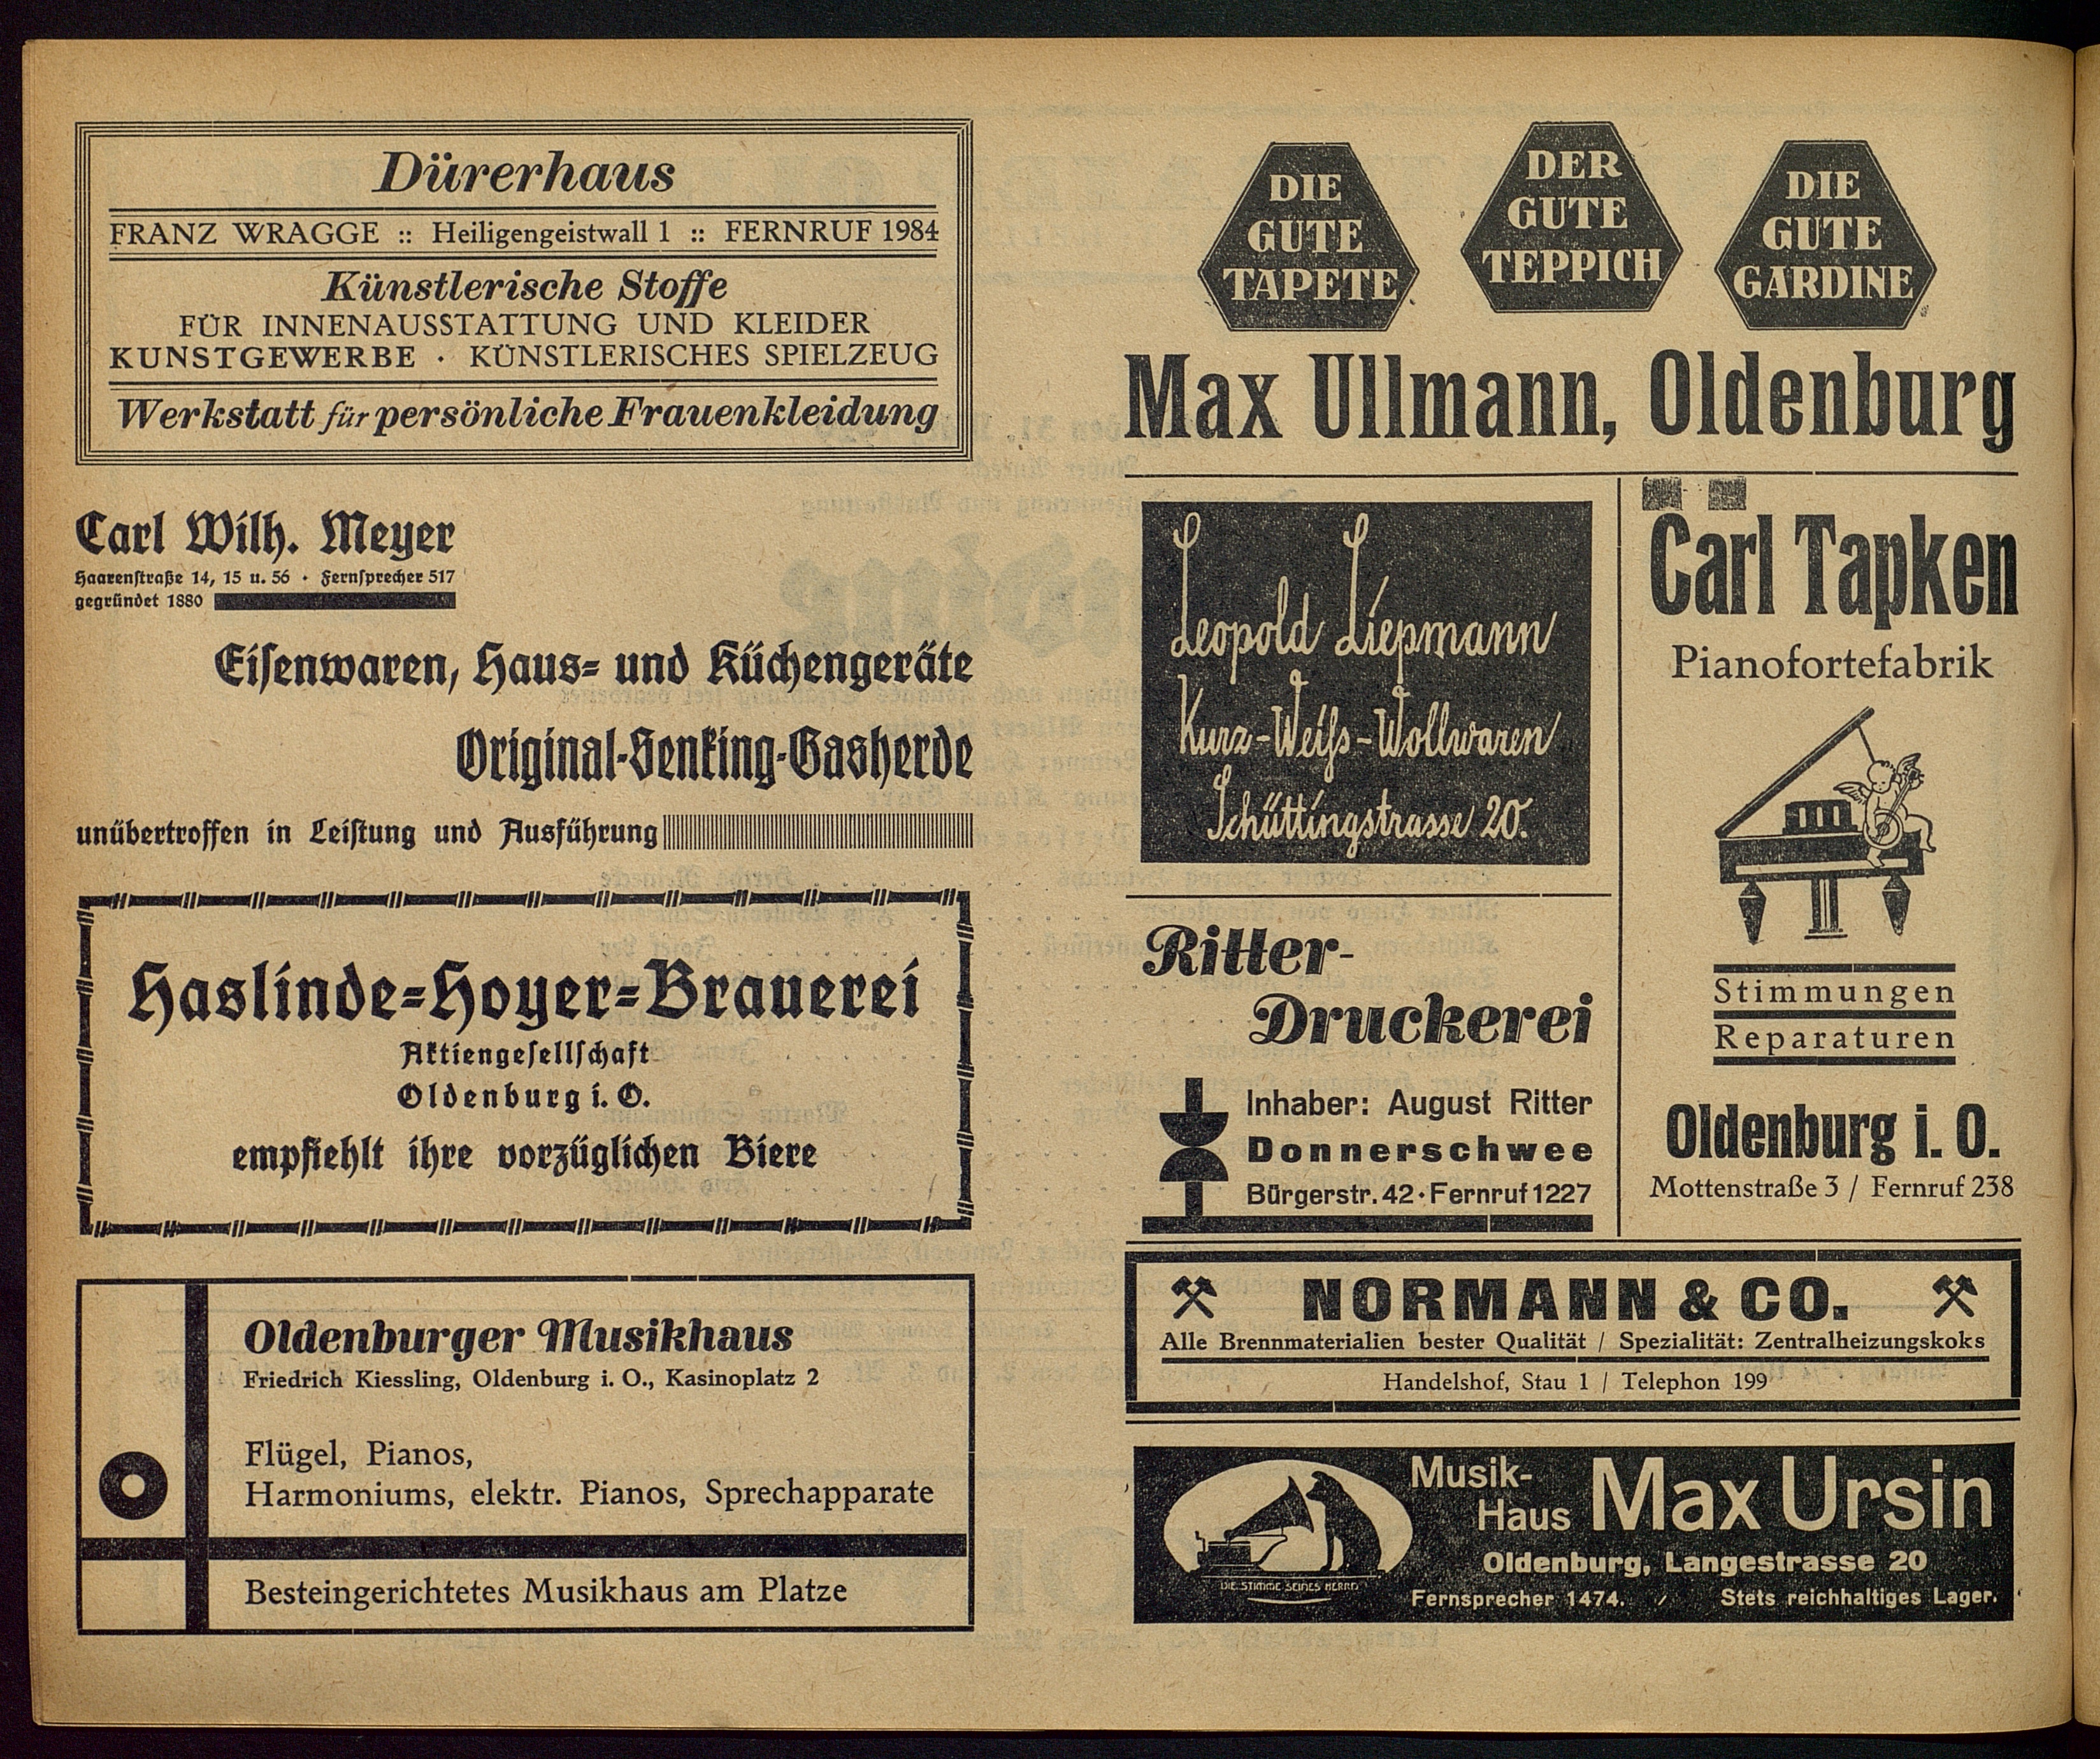 Dürerhaus
FRANZ WRAGGE :: Heiligengeistwall 1 :: FERNRUF 1984
Künstlerische Stoffe
FÜR INNENAUSSTATTUNG UND KLEIDER
KUNSTGEWERBE · KÜNSTLERISCHES SPIELZEUG
Werkstatt für persönliche Frauenkleidung
Carl Wilh. Meyer
Haarenstraße 14, 15 u. 56 · Fernsprecher 517
gegründet 1880
Eisenwaren, Haus- und Küchengeräte
Original-Senking-Gasherde
unübertroffen in Leistung und Ausführung
Haslinde-Hoyer-Brauerei
Aktiengesellschaft
Oldenburg i. O.
empfiehlt ihre vorzüglichen Biere
Oldenburger Musikhaus
Friedrich Kiessling, Oldenburg i. O., Kasinoplatz 2
Flügel, Pianos,
Harmoniums, elektr. Pianos, Sprechapparate
Besteingerichtetes Musikhaus am Platze
DIE
GUTE
TAPETE
DER
GUTE
TEPPICH
DIE
GUTE
GARDINE
Max Ullmann, Oldenburg
Leopold Liepmann
Kurz-Weiß-Wollwaren
Schüttingstrasse 20.
Ritter-
Druckerei
Inhaber: August Ritter
Donnerschwee
Bürgerstr. 42 · Fernruf 1227
Carl Tapken
Pianofortefabrik
Stimmungen
Reparaturen
Oldenburg i. O.
Mottenstraße 3 / Fernruf 238
NORMANN & CO.
Alle Brennmaterialien bester Qualität / Spezialität: Zentralheizungskoks
Handelshof, Stau 1 / Telephon 199
DIE STIMME SEINES HERRN
Musik-
Haus Max Ursin
Oldenburg, Langestrasse 20
Fernsprecher 1474. / Stets reichhaltiges Lager.